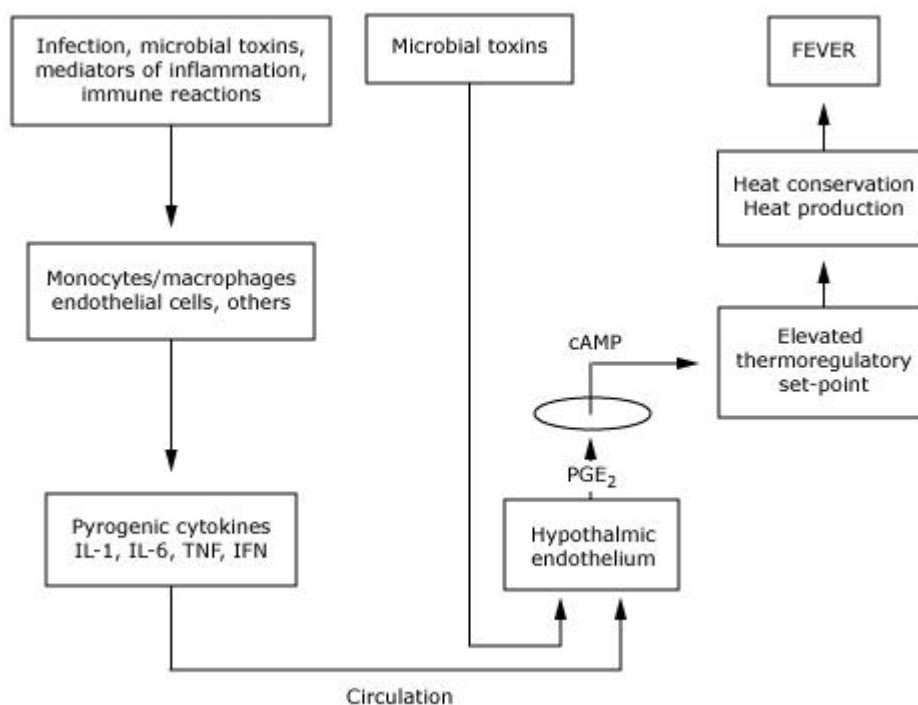 Infection, microbial toxins,
mediators of inflammation,
immune reactions
Microbial toxins
FEVER
Heat conservation
Heat production
Monocytes/macrophages
endothelial cells, others
cAMP
Elevated
thermoregulatory
set-point
PGE2
Pyrogenic cytokines
IL-1, IL-6, TNF, IFN
Hypothalmic
endothelium
Circulation